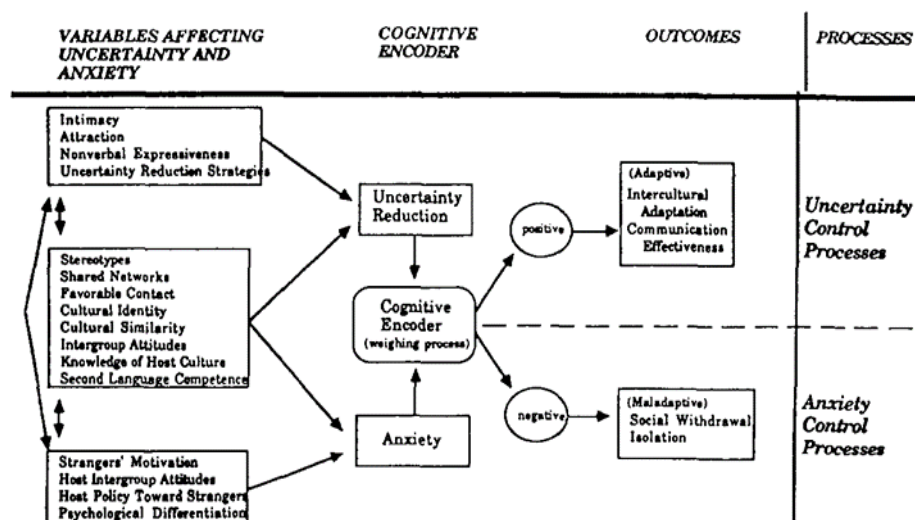 VARIABLES AFFECTING
UNCERTAINTY AND
ANXIETY
COGNITIVE
ENCODER
OUTCOMES
PROCESSES
Intimacy
Attraction
Nonverbal Expressiveness
Uncertainty Reduction Strategies
Stereotypes
Shared Networks
Favorable Contact
Cultural Identity
Cultural Similarity
Intergroup Attitudes
Knowledge of Host Culture
Second Language Competence
Strangers' Motivation
Host Intergroup Attitudes
Host Policy Toward Strangers
Psychological Differentiation
Uncertainty
Reduction
Cognitive
Encoder
(weighing process)
Anxiety
positive
negative
(Adaptive)
Intercultural
Adaptation
Communication
Effectiveness
(Maladaptive)
Social Withdrawal
Isolation
Uncertainty
Control
Processes
Anxiety
Control
Processes